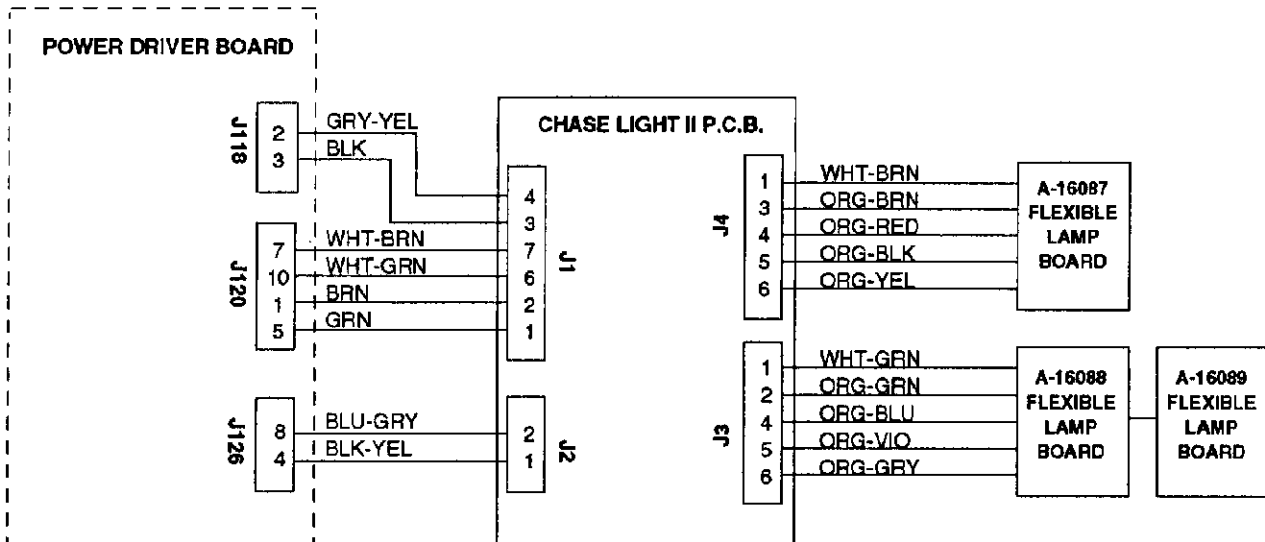 POWER DRIVER BOARD
J118
2 GRY-YEL
3 BLK
J120
7 WHT-BRN
10 WHT-GRN
1 BRN
5 GRN
J126
8 BLU-GRY
4 BLK-YEL
CHASE LIGHT II P.C.B.
4
3
7
6
2
1
J1
2
1
J2
J4
1 WHT-BRN
3 ORG-BRN
4 ORG-RED
5 ORG-BLK
6 ORG-YEL
A-16087
FLEXIBLE
LAMP
BOARD
J3
1 WHT-GRN
2 ORG-GRN
4 ORG-BLU
5 ORG-VIO
6 ORG-GRY
A-16088
FLEXIBLE
LAMP
BOARD
A-16089
FLEXIBLE
LAMP
BOARD